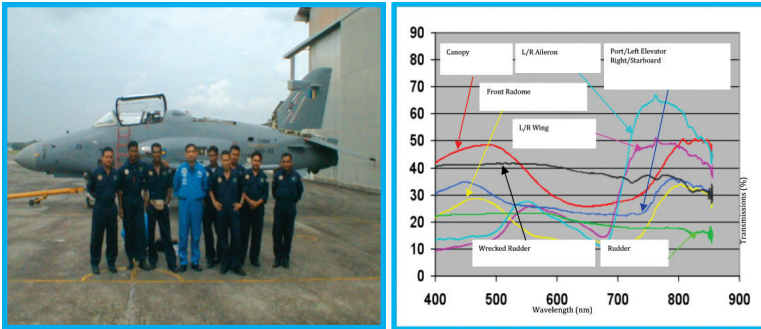 90
80
70
60
50
40
30
20
10
0
Canopy
L/R Aileron
Port/Left Elevator
Right/Starboard
Front Radome
L/R Wing
Wrecked Rudder
Rudder
Transmissions (%)
400 500 600 700 800 900
Wavelength (nm)